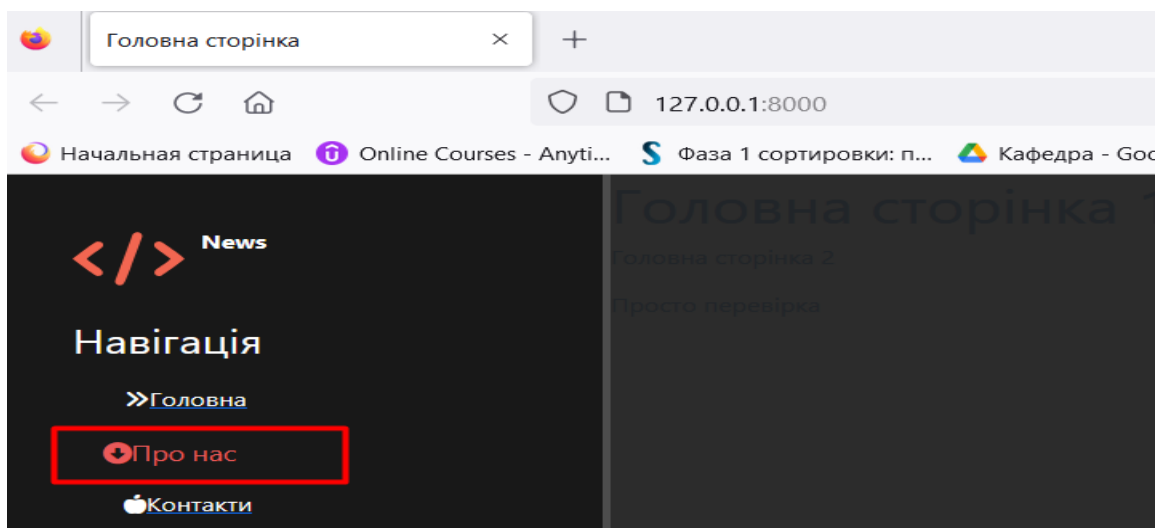 Головна сторінка
127.0.0.1:8000
Начальная страница Online Courses - Anyti... Фаза 1 сортировки: п... Кафедра - Goo
News
Навігація
Головна
Про нас
Контакти
Головна сторінка 1
Головна сторінка 2
Просто перевірка